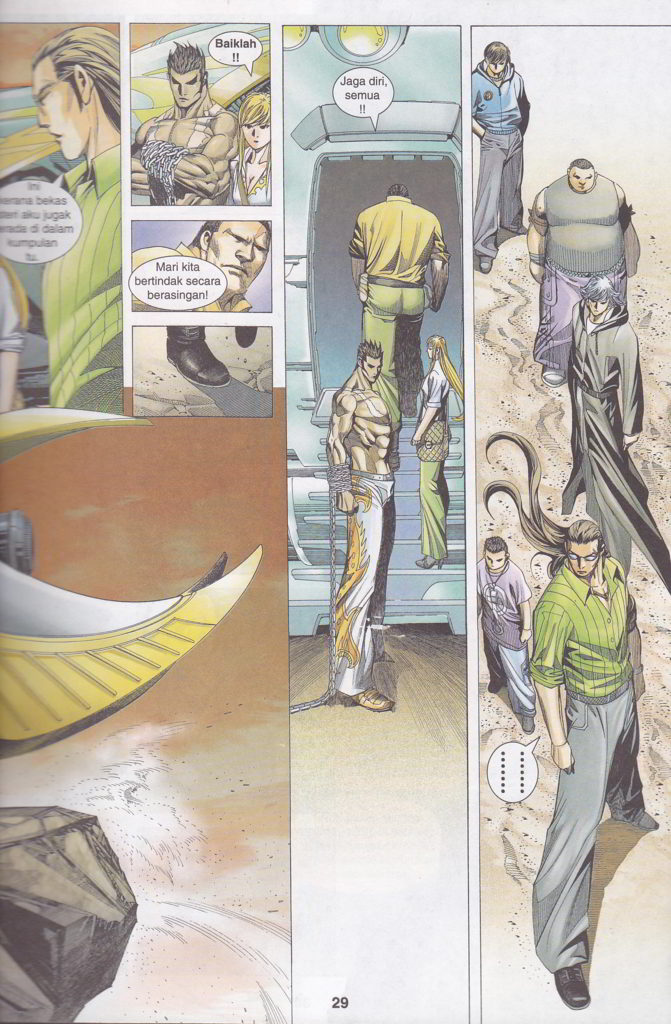 Ini
kerana bekas
isteri aku jugak
berada di dalam
kumpulan
tu.
Baiklah
!!
Mari kita
bertindak secara
berasingan!
Jaga diri,
semua
!!
29